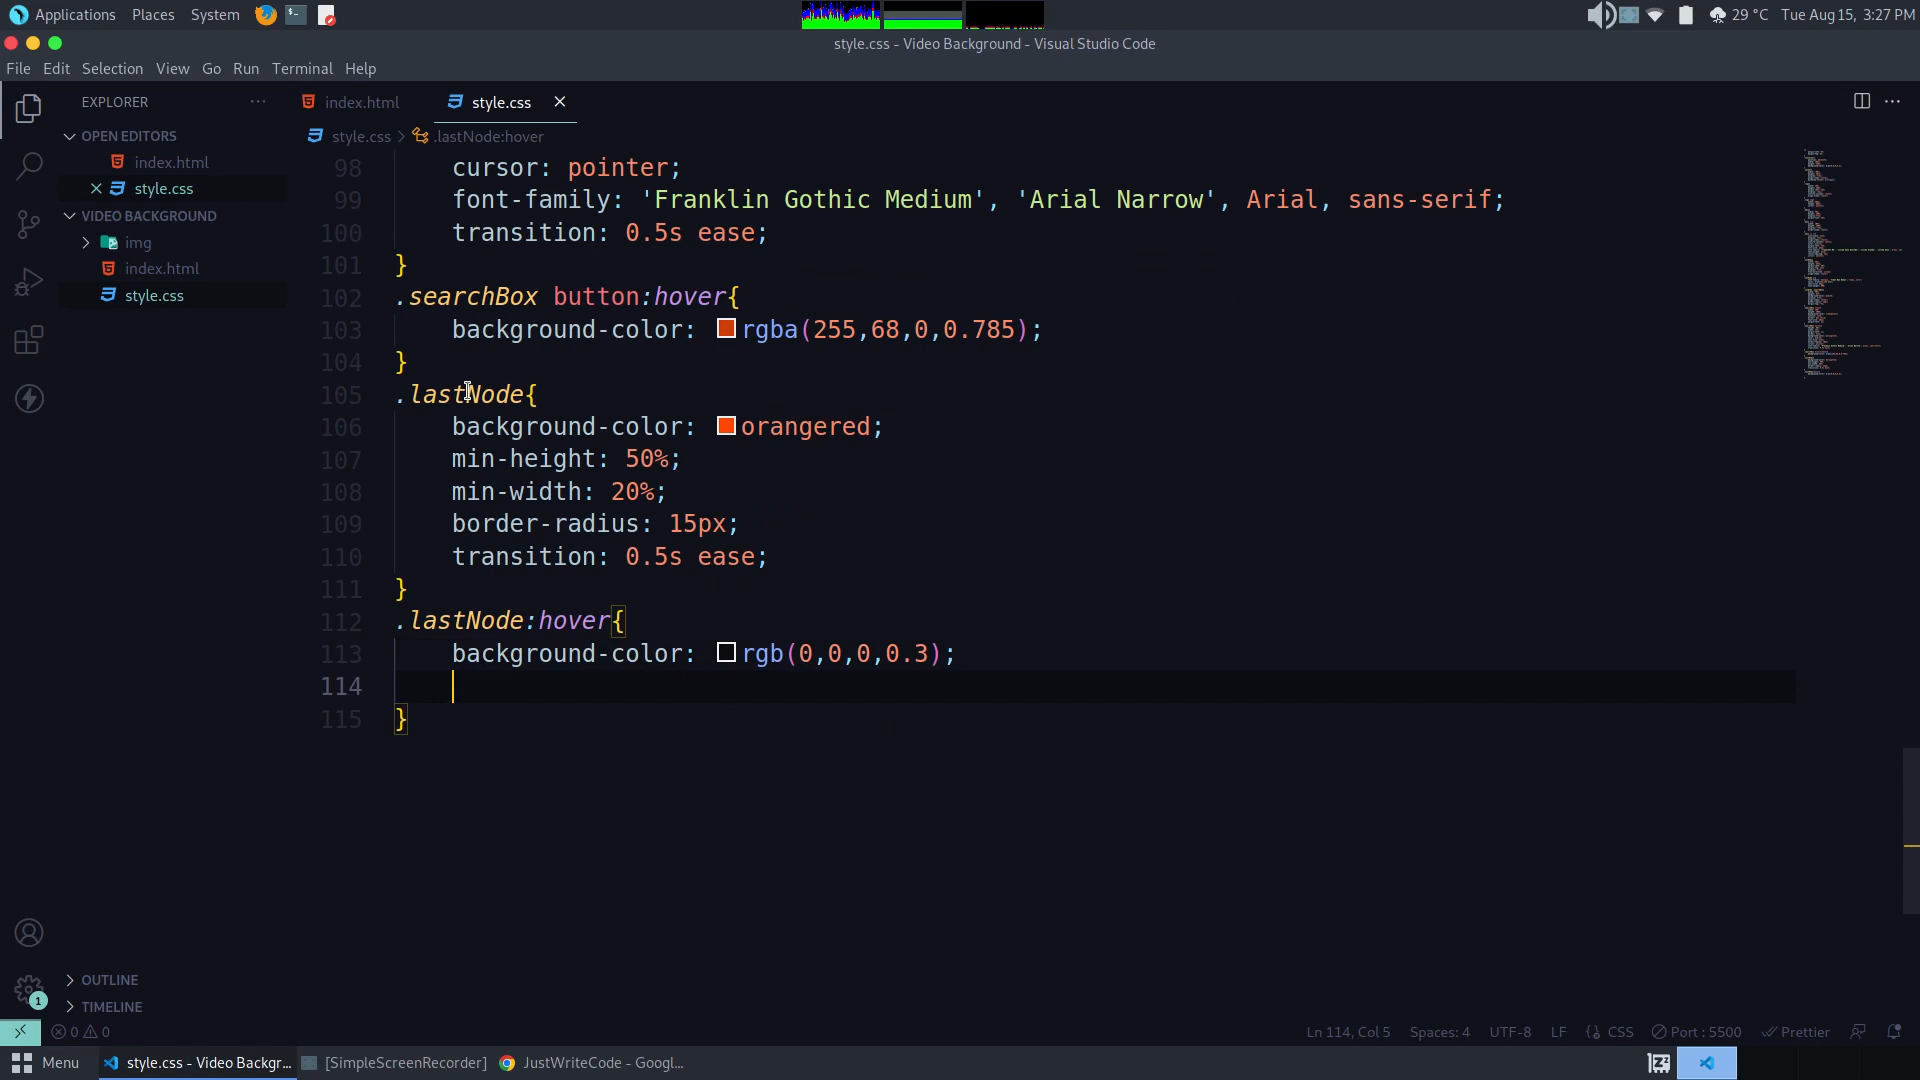 Applications Places System
29 °C Tue Aug 15, 3:27 PM
style.css - Video Background - Visual Studio Code
File Edit Selection View Go Run Terminal Help
EXPLORER
index.html
style.css
OPEN EDITORS
style.css > .lastNode:hover
index.html
style.css
VIDEO BACKGROUND
img
index.html
style.css
98 cursor: pointer;
99 font-family: 'Franklin Gothic Medium', 'Arial Narrow', Arial, sans-serif;
100 transition: 0.5s ease;
101 }
102 .searchBox button:hover{
103 background-color: rgba(255,68,0,0.785);
104 }
105 .lastNode{
106 background-color: orangered;
107 min-height: 50%;
108 min-width: 20%;
109 border-radius: 15px;
110 transition: 0.5s ease;
111 }
112 .lastNode:hover{
113 background-color: rgb(0,0,0,0.3);
114
115 }
1
OUTLINE
TIMELINE
0 0
Ln 114, Col 5 Spaces: 4 UTF-8 LF {} CSS Port : 5500 Prettier
Menu style.css - Video Backgr... [SimpleScreenRecorder] JustWriteCode - Googl...